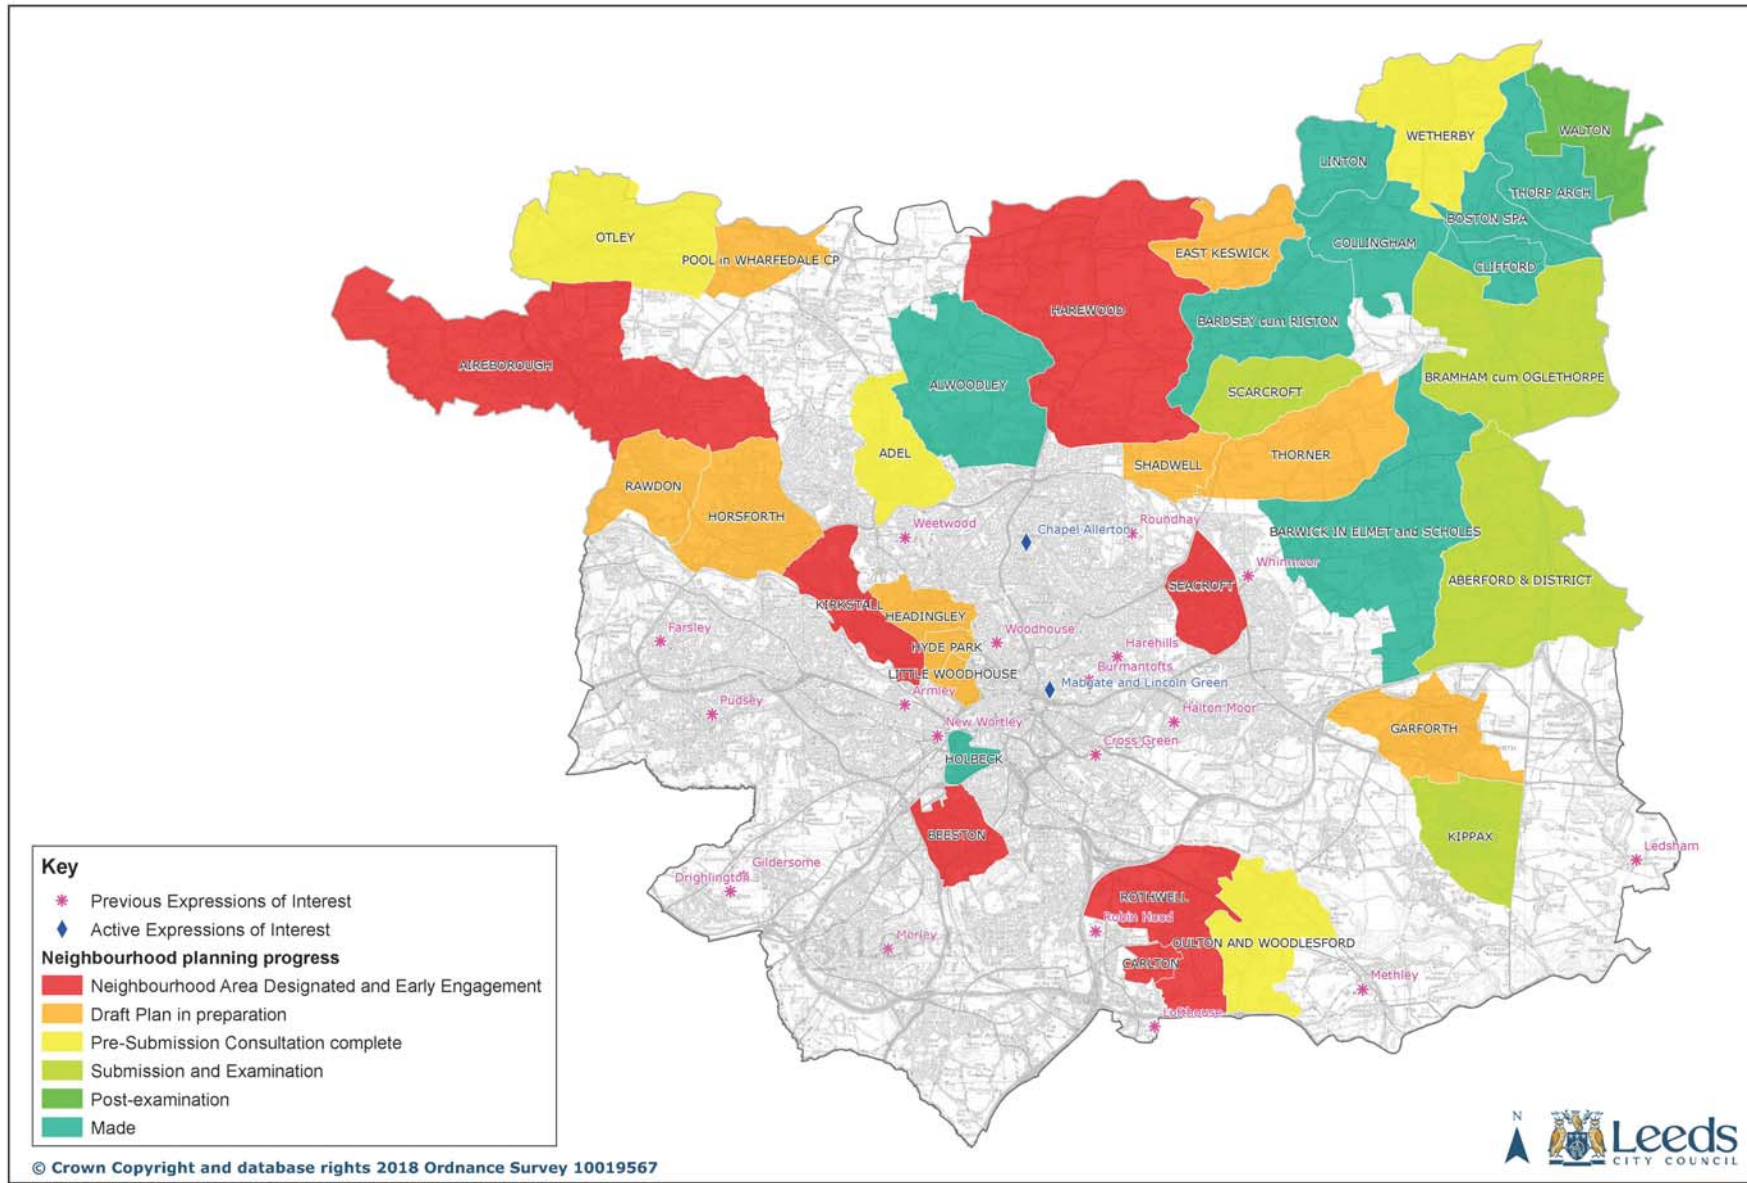 WETHERBY
WALTON
LINTON
THORP ARCH
BOSTON SPA
COLLINGHAM
CLIFFORD
OTLEY
POOL in WHARFEDALE CP
EAST KESWICK
HAREWOOD
BARDSEY cum RIGTON
AIREBOROUGH
ALWOODLEY
SCARCROFT
BRAMHAM cum OGLETHORPE
ADEL
SHADWELL
THORNER
RAWDON
HORSFORTH
Weetwood
Chapel Allerton
Roundhay
BARWICK IN ELMET and SCHOLES
Whinmoor
SEACROFT
ABERFORD & DISTRICT
KIRKSTALL
HEADINGLEY
Farsley
Woodhouse
HYDE PARK
Harehills
Burmantofts
LITTLE WOODHOUSE
Mabgate and Lincoln Green
Armley
Pudsey
Halton Moor
New Wortley
Cross Green
GARFORTH
HOLBECK
BEESTON
KIPPAX
Ledsham
Gildersome
Drighlington
ROTHWELL
Robin Hood
Morley
OULTON AND WOODLESFORD
CARLTON
Methley
Lofthouse
Key
Previous Expressions of Interest
Active Expressions of Interest
Neighbourhood planning progress
Neighbourhood Area Designated and Early Engagement
Draft Plan in preparation
Pre-Submission Consultation complete
Submission and Examination
Post-examination
Made
© Crown Copyright and database rights 2018 Ordnance Survey 10019567
N
Leeds
CITY COUNCIL